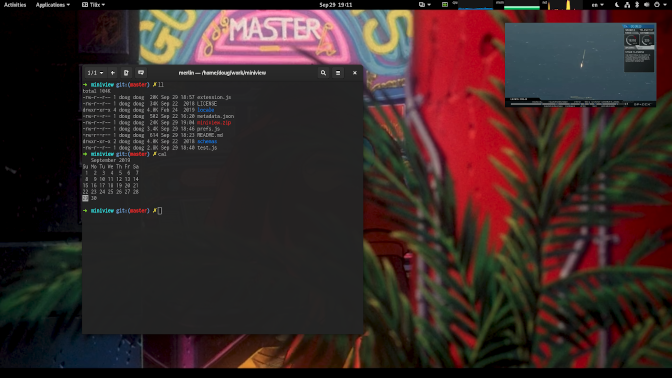 Activities Applications Tilix Sep 29 19:11 en
MASTER
1/1 merlin — /home/doug/work/miniview
➜ miniview git:(master) ✗ ll
total 104K
-rw-r--r-- 1 doug doug 20K Sep 29 18:57 extension.js
-rw-r--r-- 1 doug doug 34K Sep 22 2018 LICENSE
drwxr-xr-x 4 doug doug 4.0K Feb 24 2019 locale
-rw-r--r-- 1 doug doug 502 Sep 22 16:20 metadata.json
-rw-r--r-- 1 doug doug 24K Sep 29 19:04 miniview.zip
-rw-r--r-- 1 doug doug 3.4K Sep 29 18:46 prefs.js
-rw-r--r-- 1 doug doug 614 Sep 29 18:23 README.md
drwxr-xr-x 2 doug doug 4.0K Sep 22 2018 schemas
-rw-r--r-- 1 doug doug 2.0K Sep 29 18:40 test.js
➜ miniview git:(master) ✗ cal
September 2019
Su Mo Tu We Th Fr Sa
1 2 3 4 5 6 7
8 9 10 11 12 13 14
15 16 17 18 19 20 21
22 23 24 25 26 27 28
29 30
➜ miniview git:(master) ✗